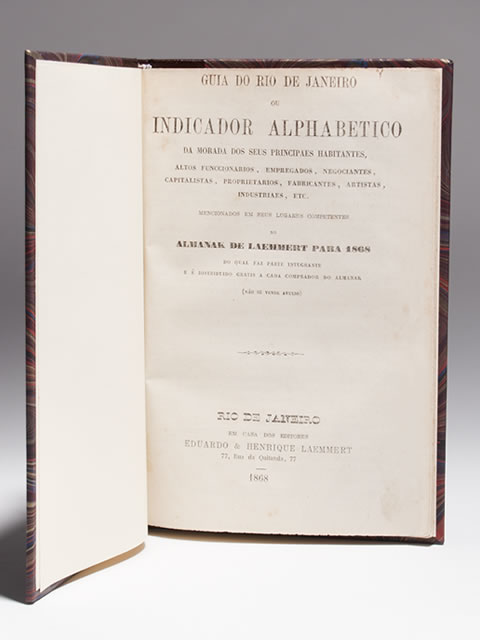 GUIA DO RIO DE JANEIRO
OU
INDICADOR ALPHABETICO
DA MORADA DOS SEUS PRINCIPAES HABITANTES,
ALTOS FUNCCIONARIOS, EMPREGADOS, NEGOCIANTES,
CAPITALISTAS, PROPRIETARIOS, FABRICANTES, ARTISTAS,
INDUSTRIAES, ETC.
MENCIONADOS EM SEUS LUGARES COMPETENTES
NO
ALMANAK DE LAEMMERT PARA 1868
DO QUAL FAZ PARTE INTEGRANTE
E É DISTRIBUIDO GRATIS A CADA COMPRADOR DO ALMANAK
(NÃO SE VENDE AVULSO)
RIO DE JANEIRO
EM CASA DOS EDITORES
EDUARDO & HENRIQUE LAEMMERT
77, Rua da Quitanda, 77
1868